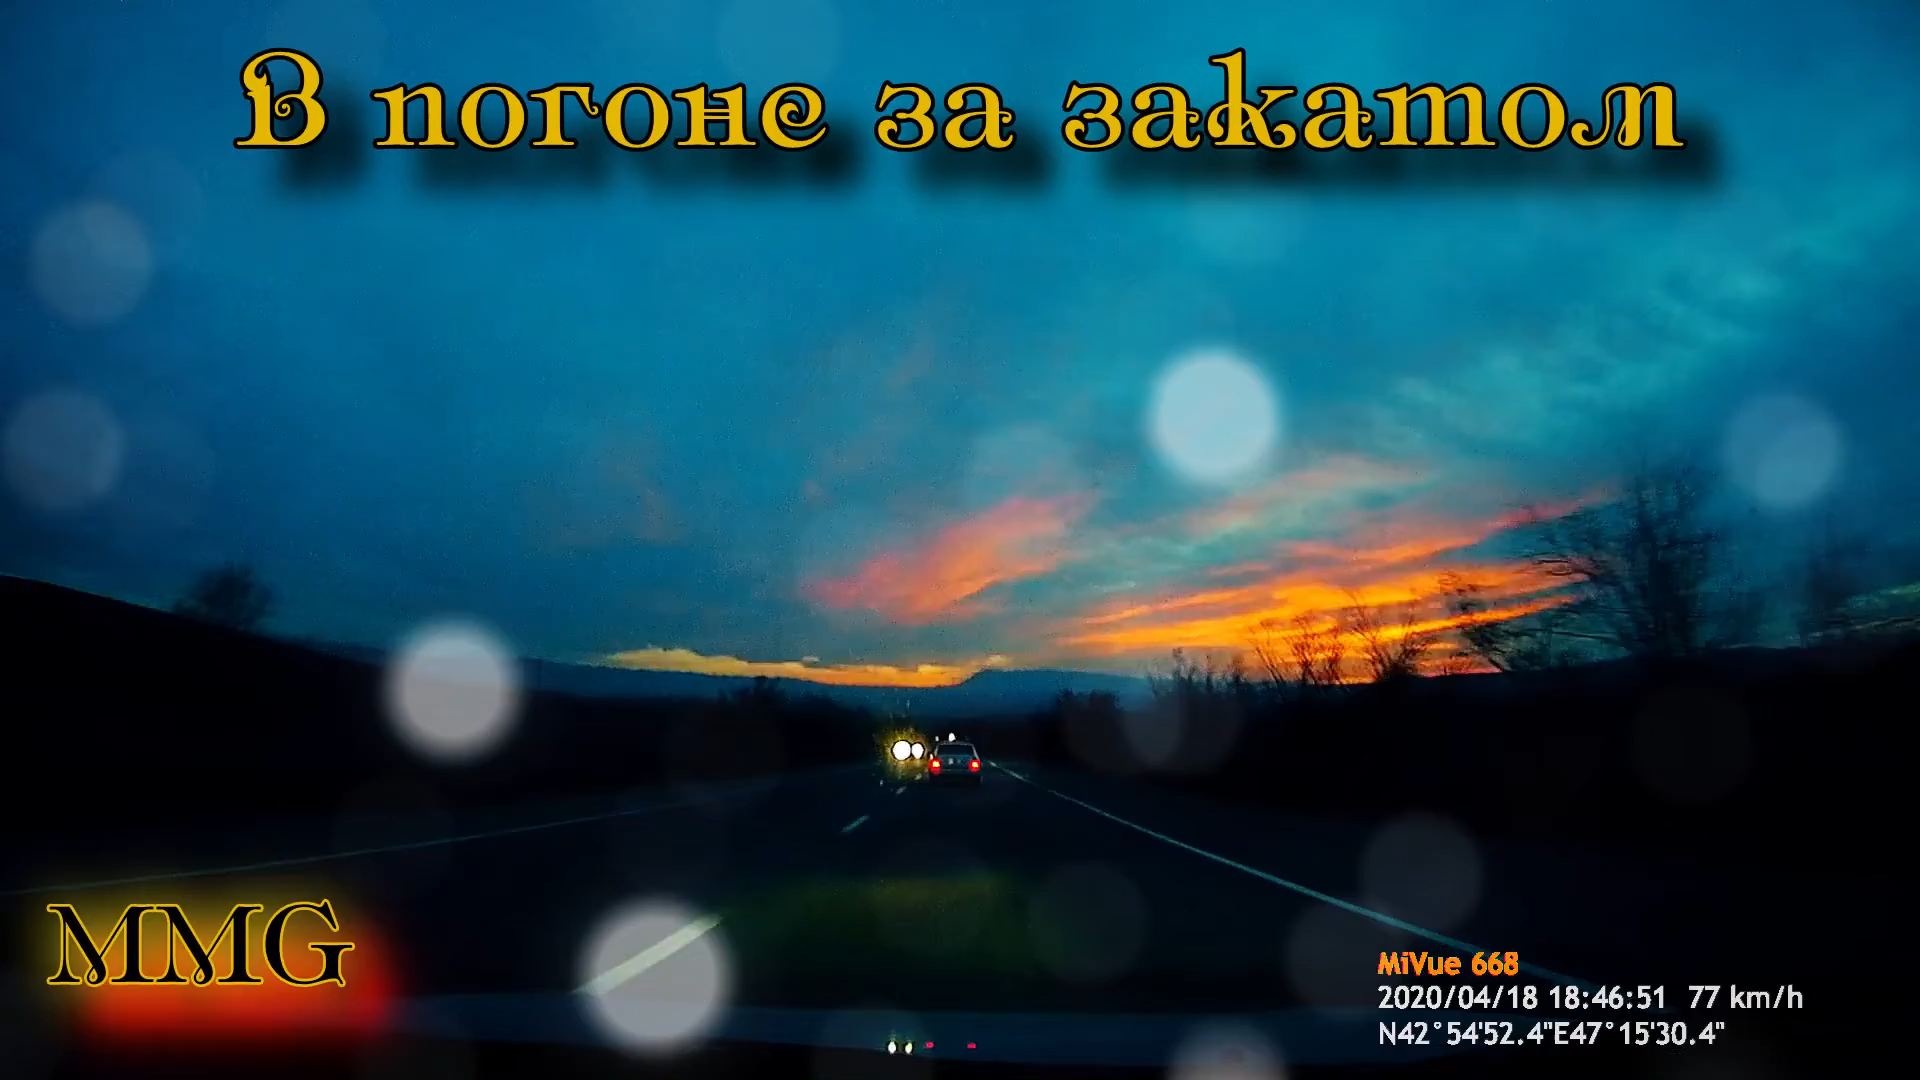 В погоне за закатом
MMG
MiVue 668
2020/04/18 18:46:51 77 km/h
N42°54'52.4"E47°15'30.4"